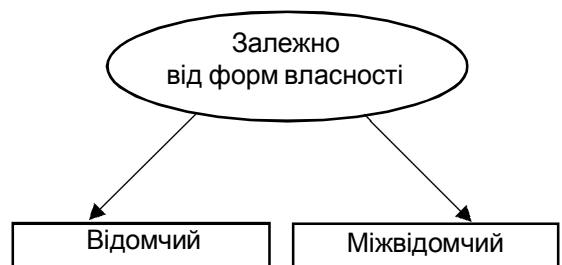 Залежно
від форм власності
Відомчий
Міжвідомчий